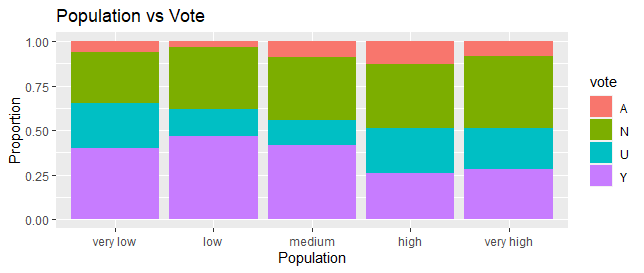 Population vs Vote
1.00
0.75
0.50
0.25
0.00
Proportion
very low
low
medium
high
very high
Population
vote
A
N
U
Y